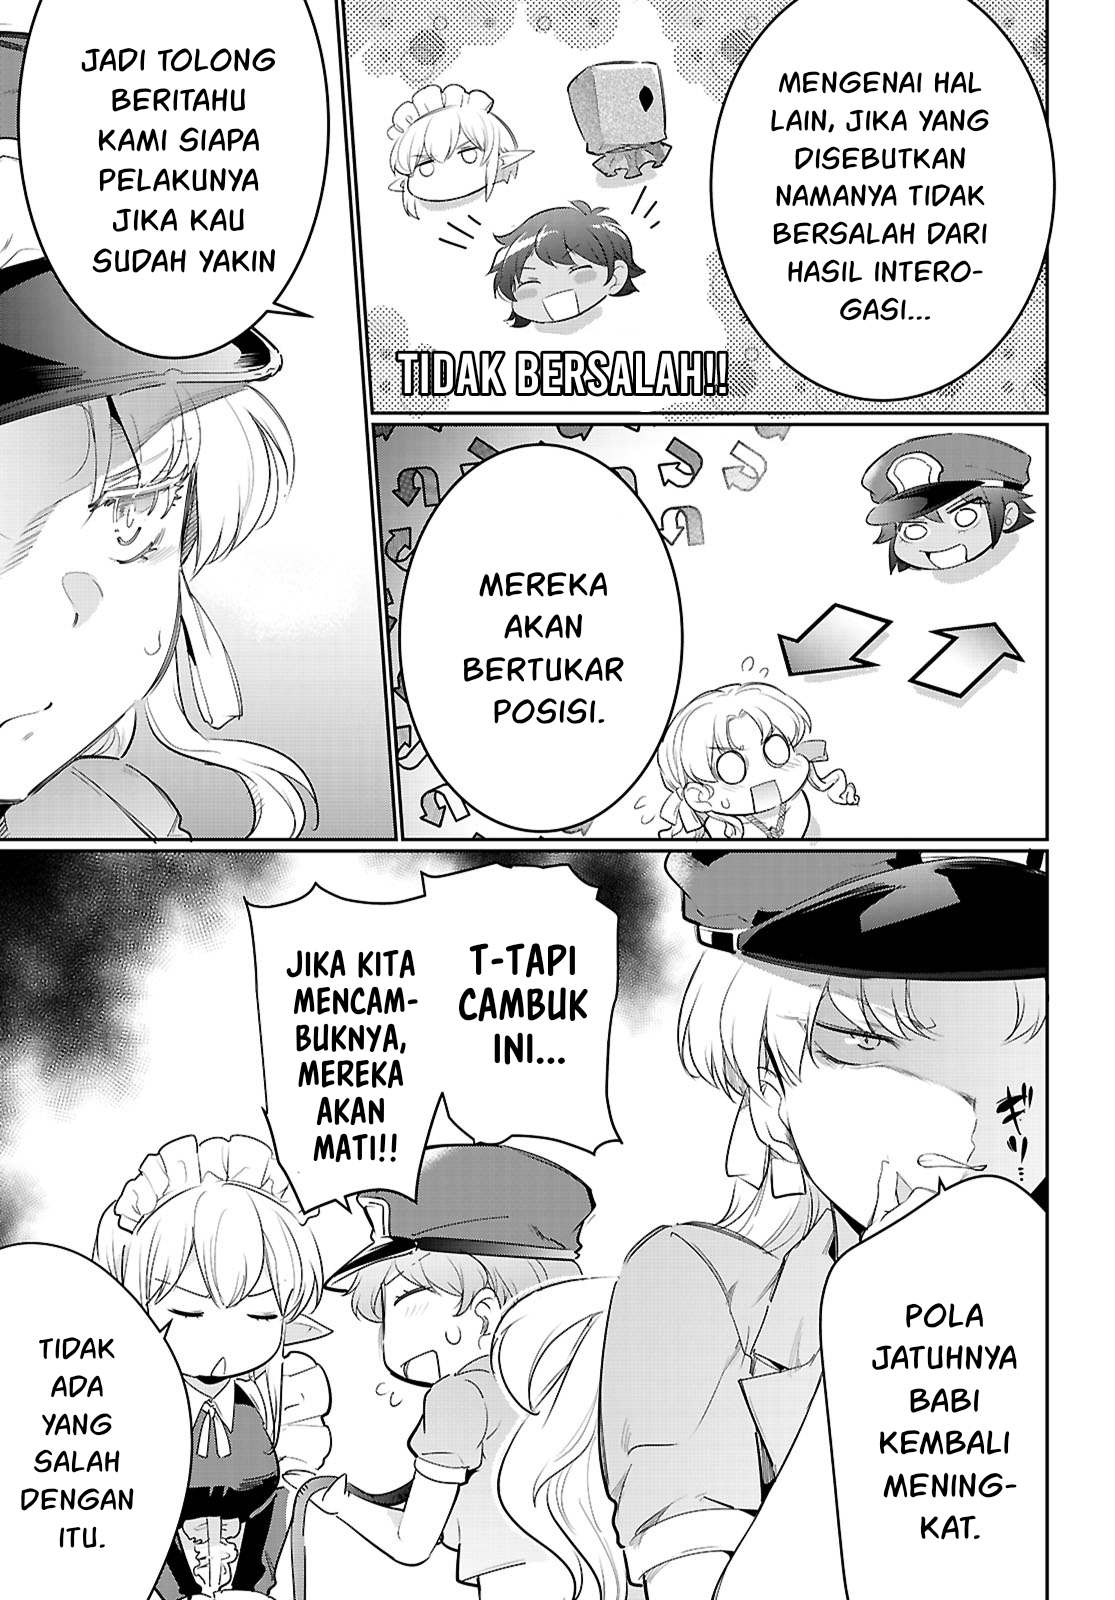 MENGENAI HAL
LAIN, JIKA YANG
DISEBUTKAN
NAMANYA TIDAK
BERSALAH DARI
HASIL INTERO-
GASI...
TIDAK BERSALAH!!
JADI TOLONG
BERITAHU
KAMI SIAPA
PELAKUNYA
JIKA KAU
SUDAH YAKIN
MEREKA
AKAN
BERTUKAR
POSISI.
T-TAPI
CAMBUK
INI...
JIKA KITA
MENCAM-
BUKNYA,
MEREKA
AKAN
MATI!!
ギリ...
POLA
JATUHNYA
BABI
KEMBALI
MENING-
KAT.
TIDAK
ADA
YANG
SALAH
DENGAN
ITU.